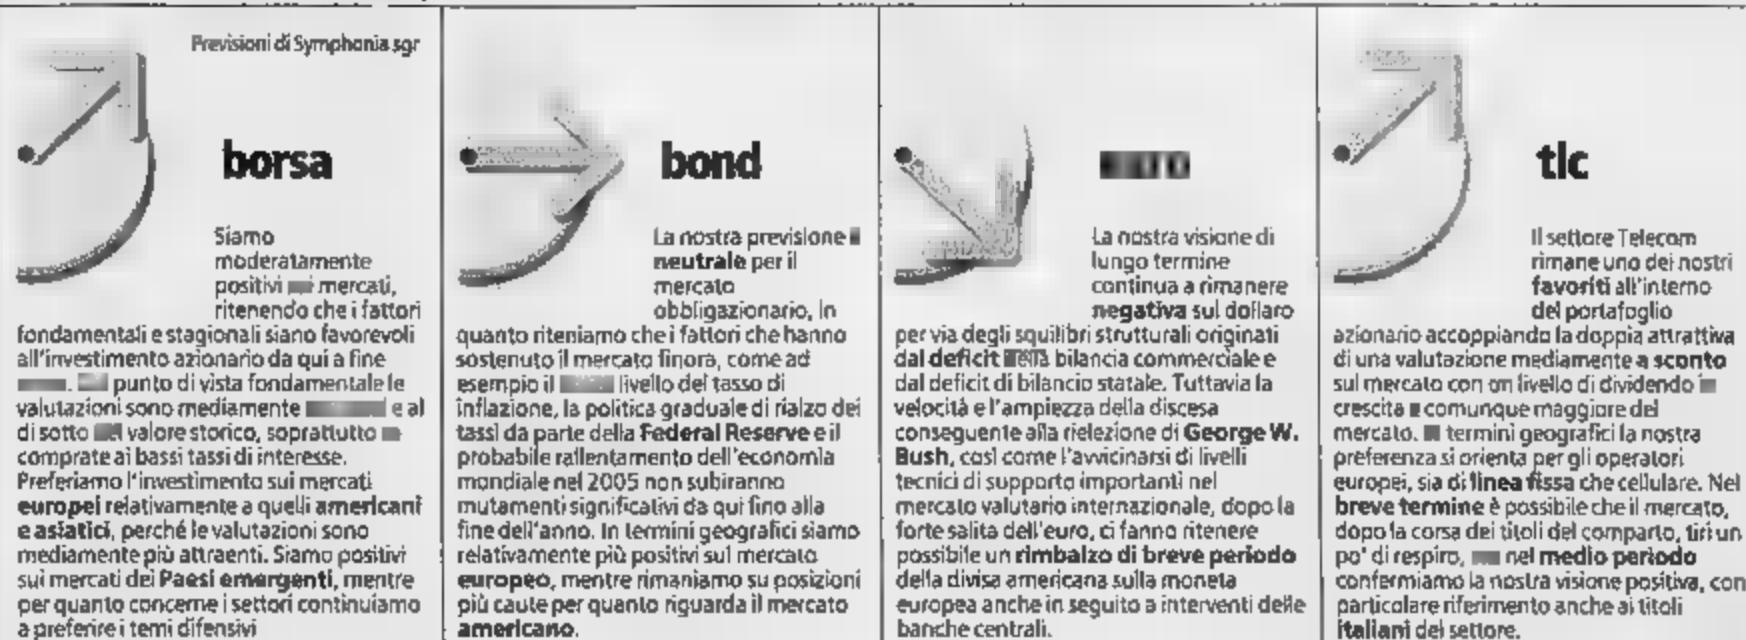 Previsioni di Symphonia sgr
borsa
Siamo
moderatamente
positivi mercati,
ritenendo che i fattori
fondamentali e stagionali siano favorevoli
all'investimento azionario da qui a fine
punto di vista fondamentale le
valutazioni sono mediamente e al
di sotto valore storico, soprattutto
comprate ai bassi tassi di interesse.
Preferiamo l'investimento sui mercati
europei relativamente a quelli americani
e asiatici, perché le valutazioni sono
mediamente più attraenti. Siamo positivi
sui mercati dei Paesi emergenti, mentre
per quanto concerne i settori continuiamo
a preferire i temi difensivi
bond
La nostra previsione
neutrale per il
mercato
obbligazionario, in
quanto riteniamo che i fattori che hanno
sostenuto il mercato finora, come ad
esempio il livello del tasso di
inflazione, la politica graduale di rialzo dei
tassi da parte della Federal Reserve e il
probabile rallentamento dell'economia
mondiale nel 2005 non subiranno
mutamenti significativi da qui fino alla
fine dell'anno. In termini geografici siamo
relativamente più positivi sul mercato
europeo, mentre rimaniamo su posizioni
più caute per quanto riguarda il mercato
americano.
La nostra visione di
lungo termine
continua a rimanere
negativa sul dollaro
per via degli squilibri strutturali originati
dal deficit bilancia commerciale e
dal deficit di bilancio statale. Tuttavia la
velocità e l'ampiezza della discesa
conseguente alla rielezione di George W.
Bush, così come l'avvicinarsi di livelli
tecnici di supporto importanti nel
mercato valutario internazionale, dopo la
forte salita dell'euro, ci fanno ritenere
possibile un rimbalzo di breve periodo
della divisa americana sulla moneta
europea anche in seguito a interventi delle
banche centrali.
tlc
Il settore Telecom
rimane uno dei nostri
favoriti all'interno
del portafoglio
azionario accoppiando la doppia attrattiva
di una valutazione mediamente a sconto
sul mercato con un livello di dividendo
crescita comunque maggiore del
mercato. termini geografici la nostra
preferenza si orienta per gli operatori
europei, sia di linea fissa che cellulare. Nel
breve termine è possibile che il mercato,
dopo la corsa dei titoli del comparto, tiri un
po' di respiro, nel medio periodo
confermiamo la nostra visione positiva, con
particolare riferimento anche ai titoli
italiani del settore.